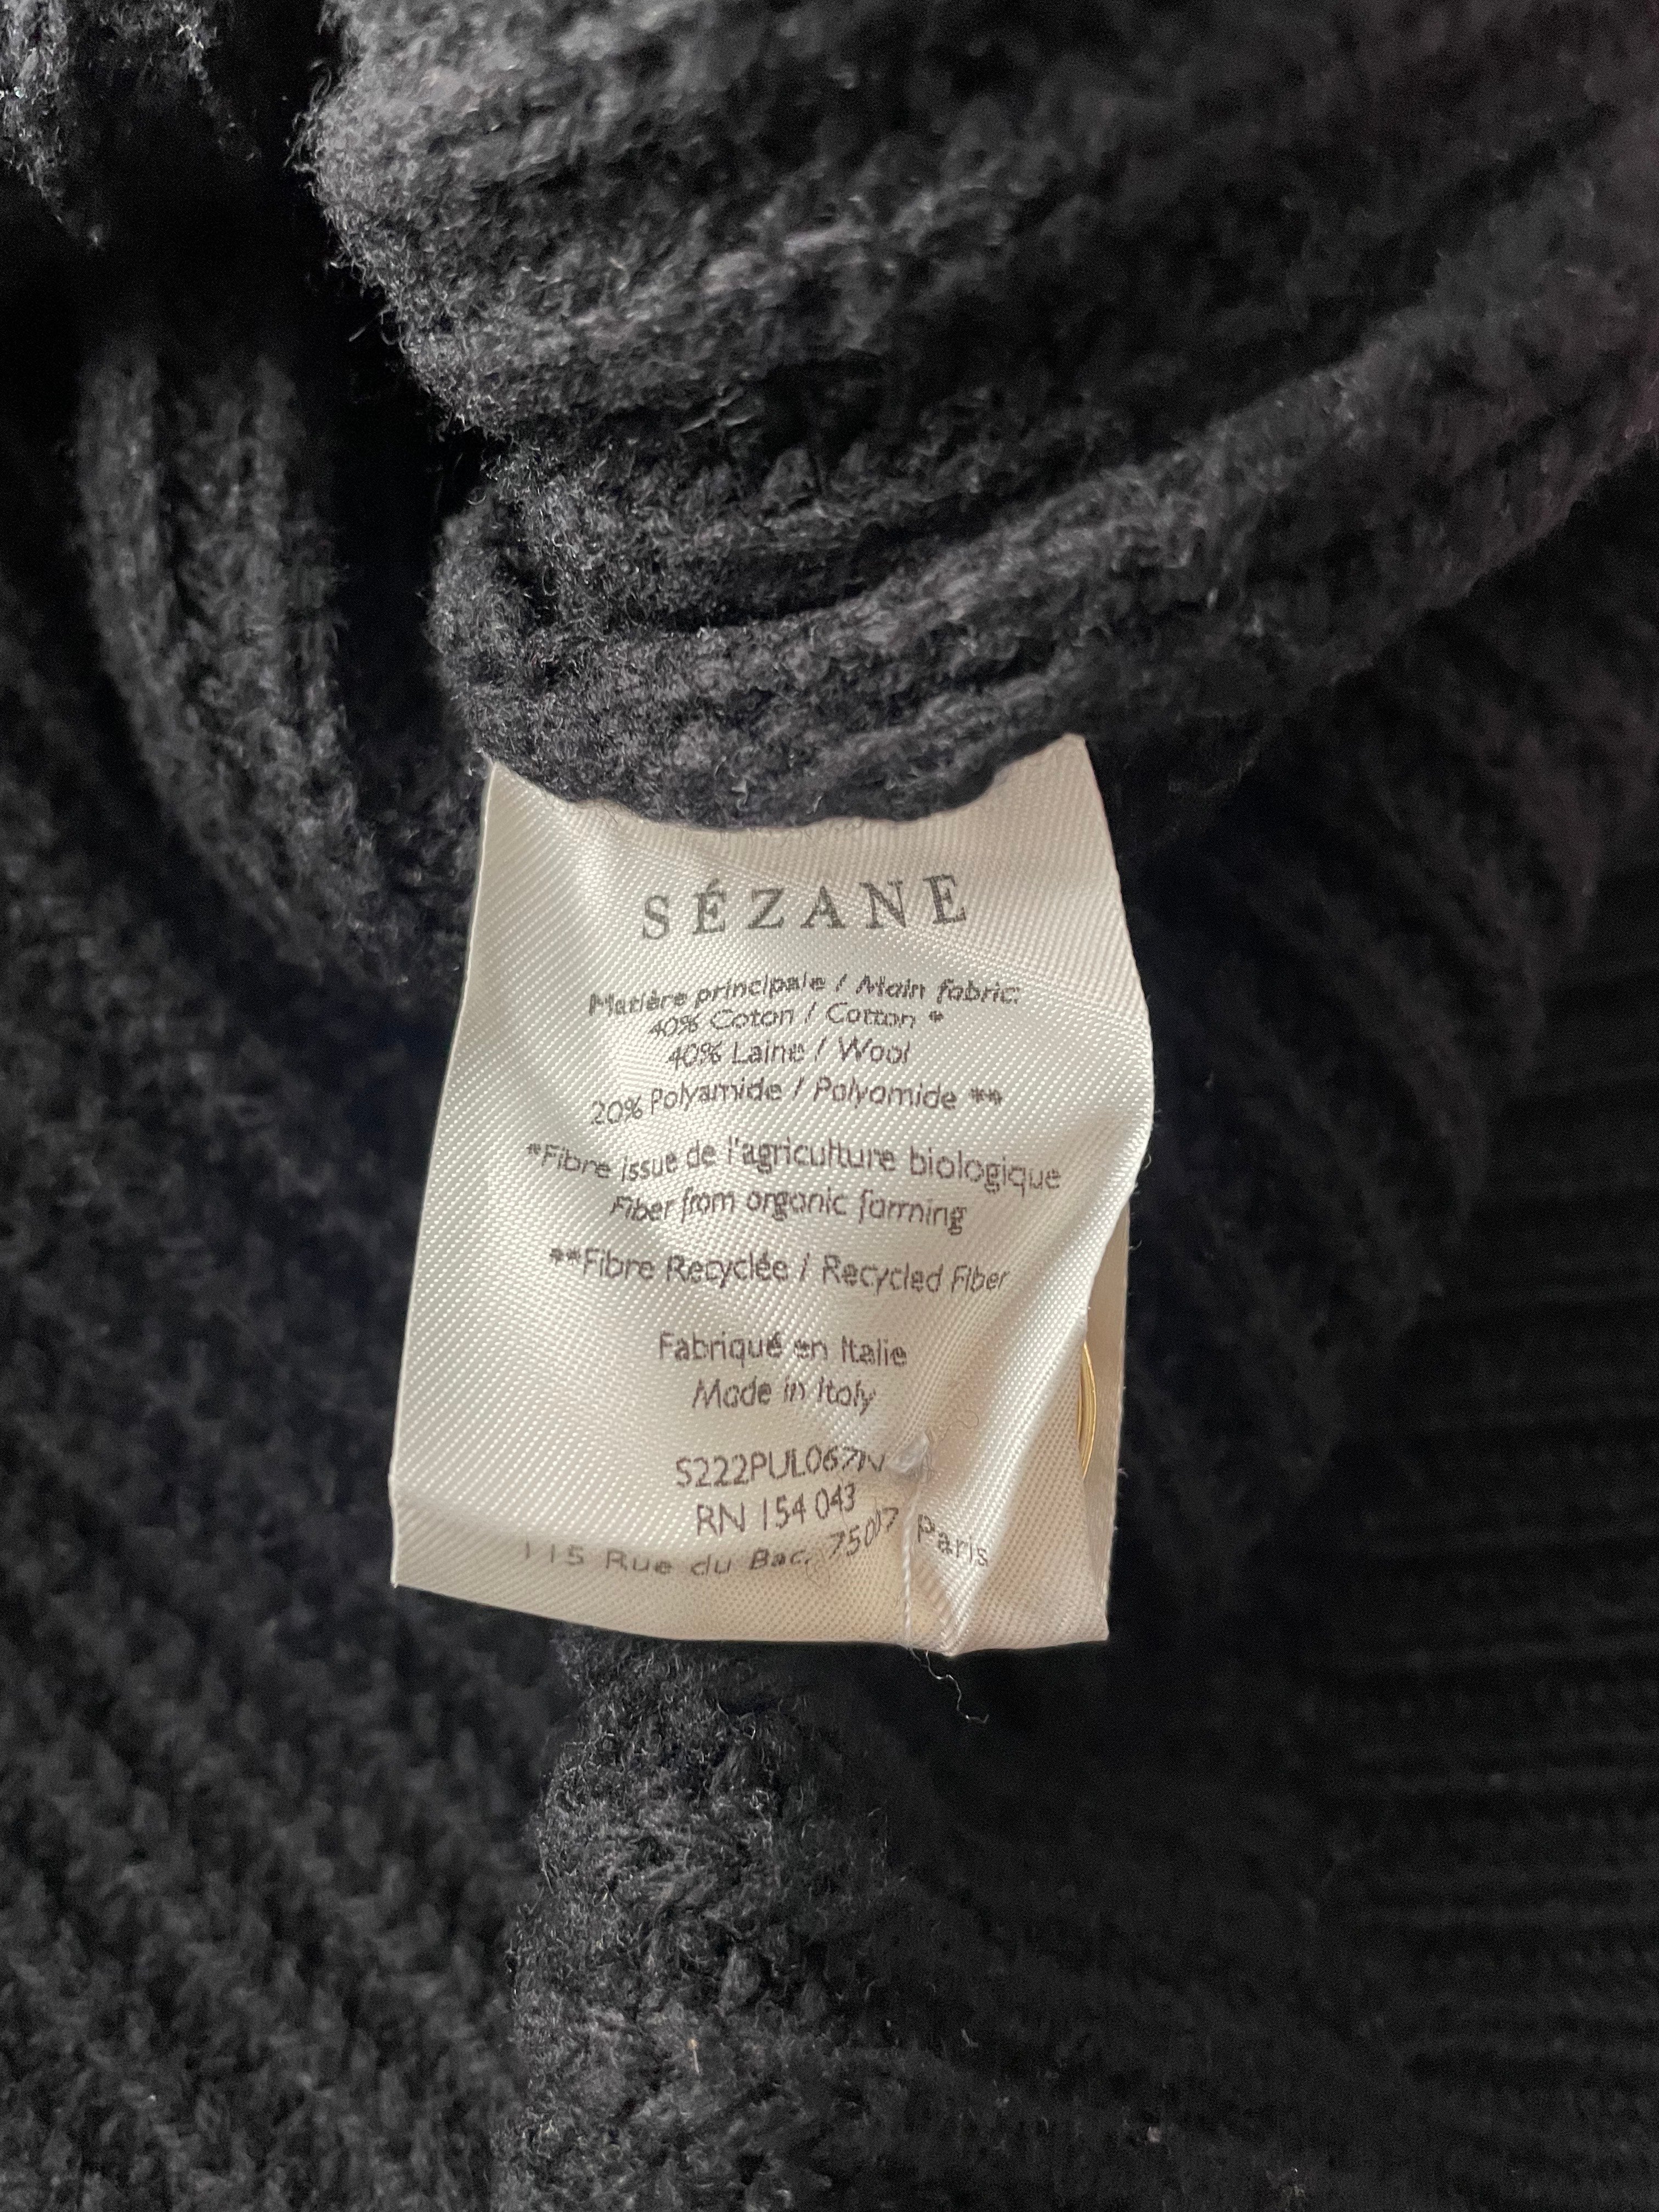 SÉZANE
Matière principale / Main fabric:
40% Coton / Cotton *
40% Laine / Wool
20% Polyamide / Polyamide **
*Fibre issue de l'agriculture biologique
Fiber from organic farming
**Fibre Recyclée / Recycled Fiber
Fabriqué en Italie
Made in Italy
S222PUL067IV
RN 154 043
115 Rue du Bac, 75007 Paris